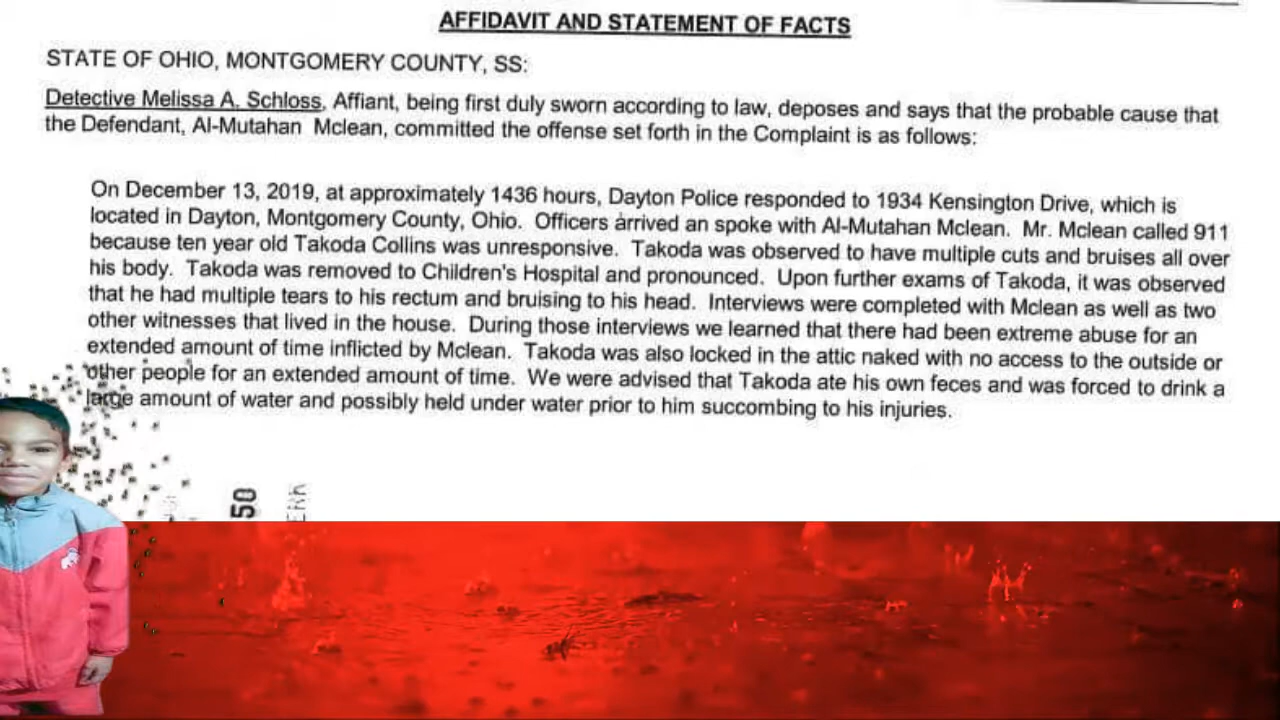 AFFIDAVIT AND STATEMENT OF FACTS
STATE OF OHIO, MONTGOMERY COUNTY, SS:
Detective Melissa A. Schloss, Affiant, being first duly sworn according to law, deposes and says that the probable cause that
the Defendant, Al-Mutahan Mclean, committed the offense set forth in the Complaint is as follows:
On December 13, 2019, at approximately 1436 hours, Dayton Police responded to 1934 Kensington Drive, which is
located in Dayton, Montgomery County, Ohio. Officers arrived an spoke with Al-Mutahan Mclean. Mr. Mclean called 911
because ten year old Takoda Collins was unresponsive. Takoda was observed to have multiple cuts and bruises all over
his body. Takoda was removed to Children's Hospital and pronounced. Upon further exams of Takoda, it was observed
that he had multiple tears to his rectum and bruising to his head. Interviews were completed with Mclean as well as two
other witnesses that lived in the house. During those interviews we learned that there had been extreme abuse for an
extended amount of time inflicted by Mclean. Takoda was also locked in the attic naked with no access to the outside or
other people for an extended amount of time. We were advised that Takoda ate his own feces and was forced to drink a
large amount of water and possibly held under water prior to him succombing to his injuries.
50